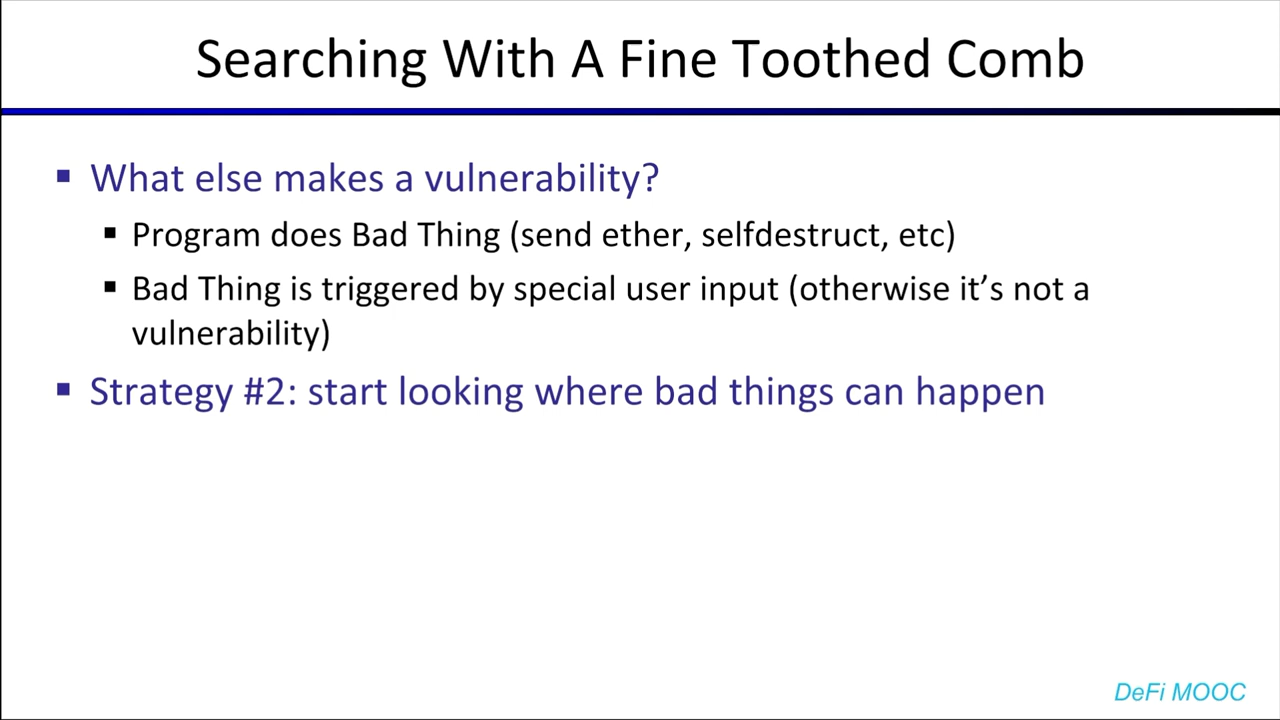 Searching With A Fine Toothed Comb
What else makes a vulnerability?
Program does Bad Thing (send ether, selfdestruct, etc)
Bad Thing is triggered by special user input (otherwise it’s not a
vulnerability)
Strategy #2: start looking where bad things can happen
DeFi MOOC